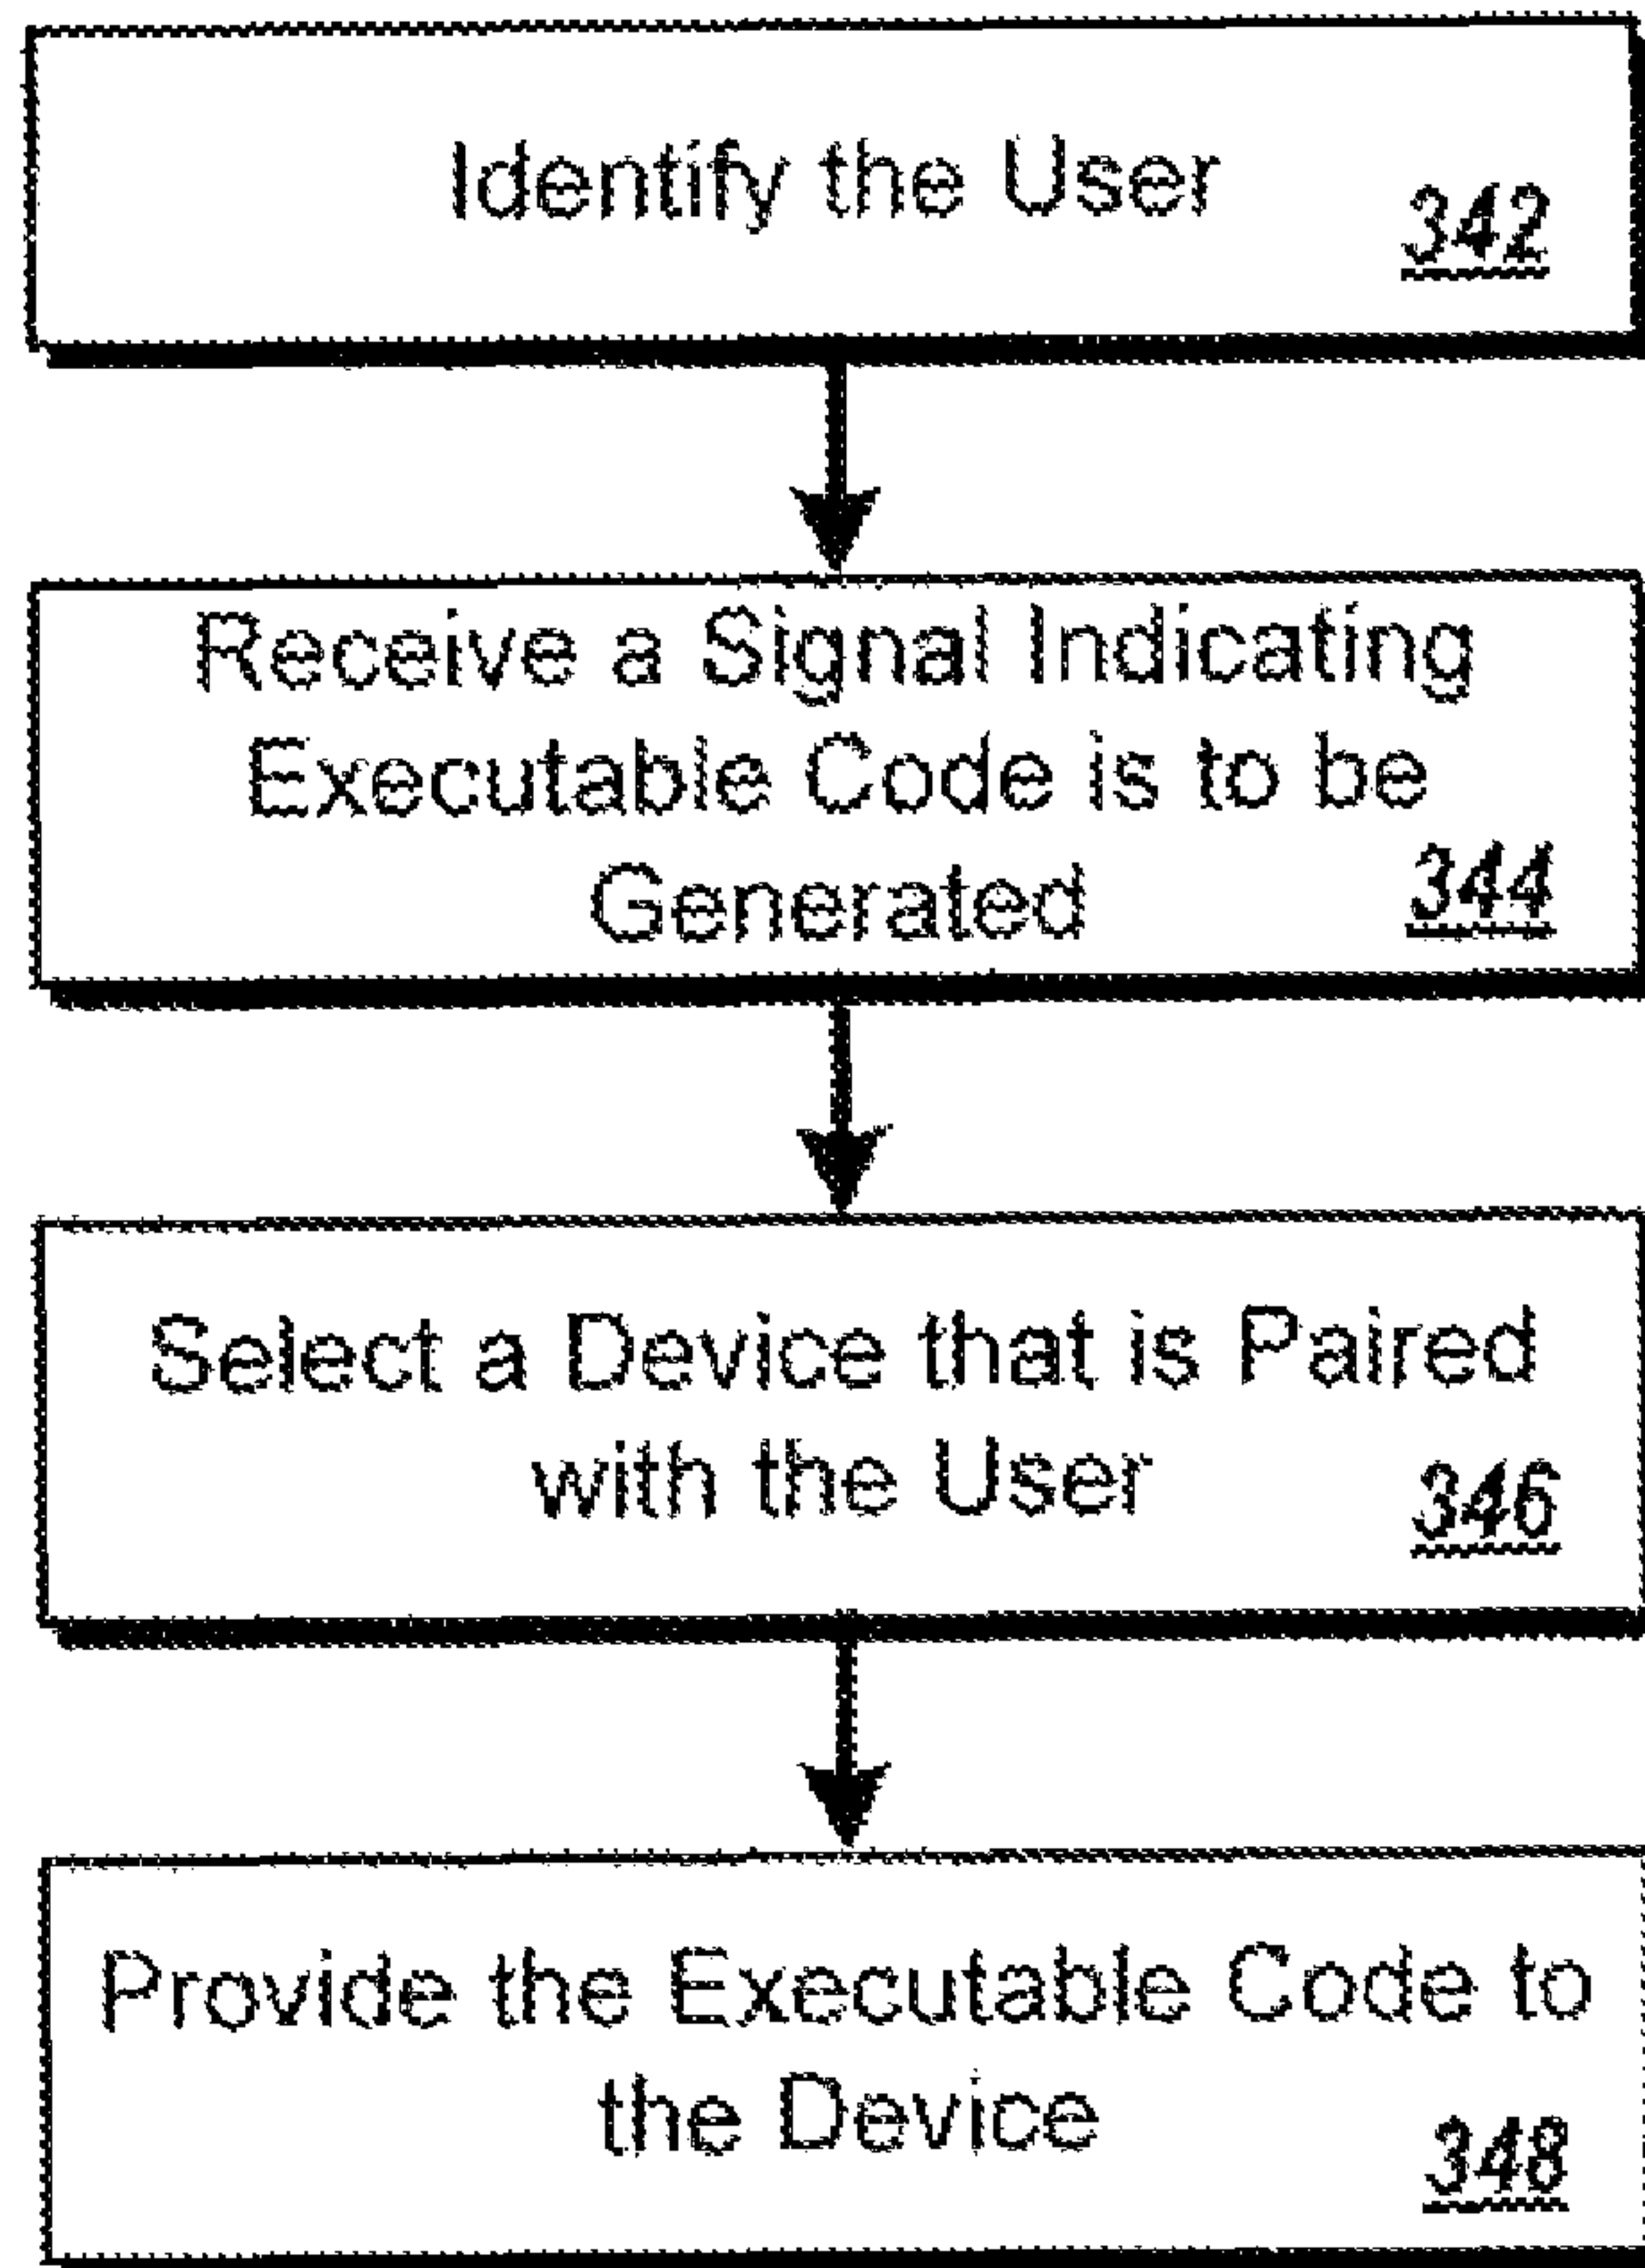 Identify the User
342
Receive a Signal Indicating
Executable Code is to be
Generated
344
Select a Device that is Paired
with the User
346
Provide the Executable Code to
the Device
348